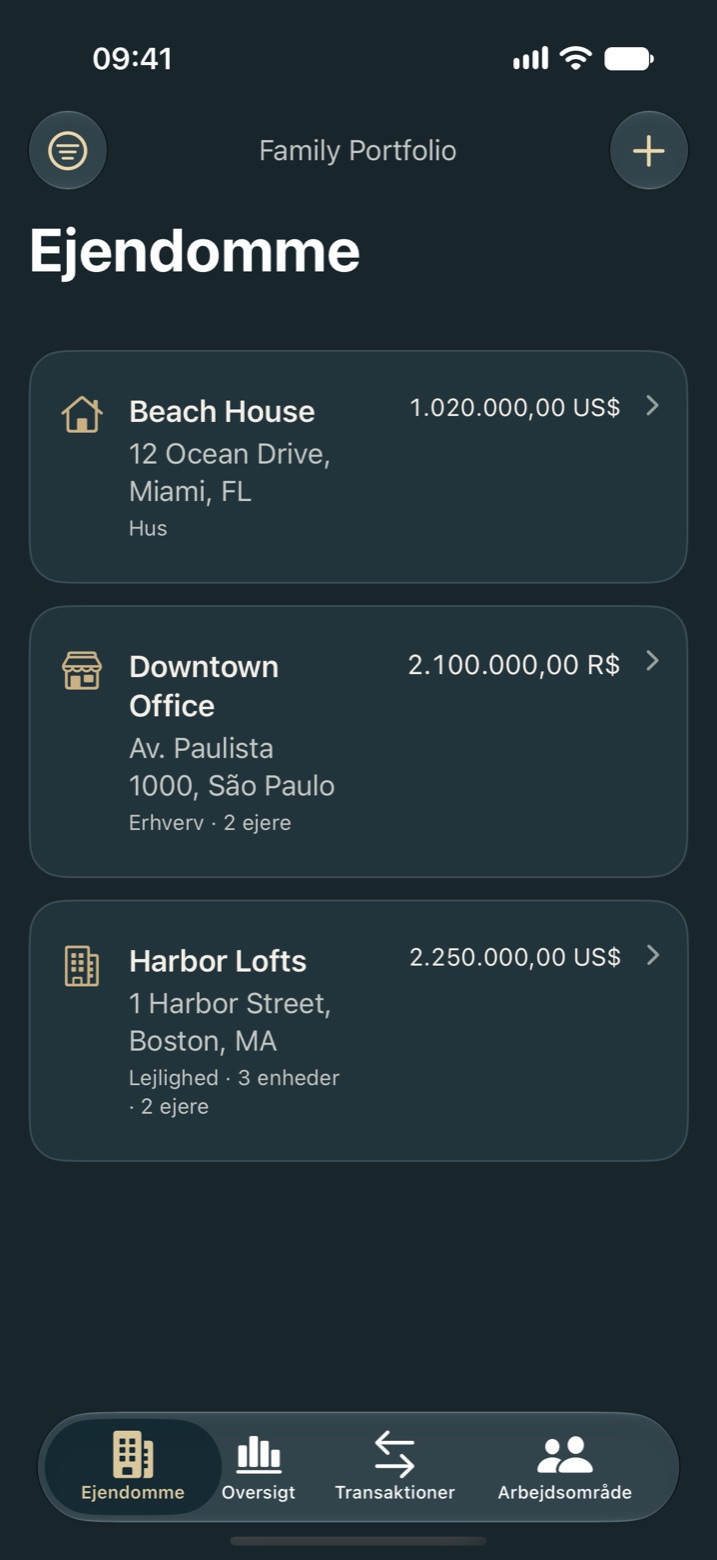 09:41
Family Portfolio
Ejendomme
Beach House
1.020.000,00 US$
12 Ocean Drive,
Miami, FL
Hus
Downtown
Office
2.100.000,00 R$
Av. Paulista
1000, São Paulo
Erhverv · 2 ejere
Harbor Lofts
2.250.000,00 US$
1 Harbor Street,
Boston, MA
Lejlighed · 3 enheder
· 2 ejere
Ejendomme
Oversigt
Transaktioner
Arbejdsområde